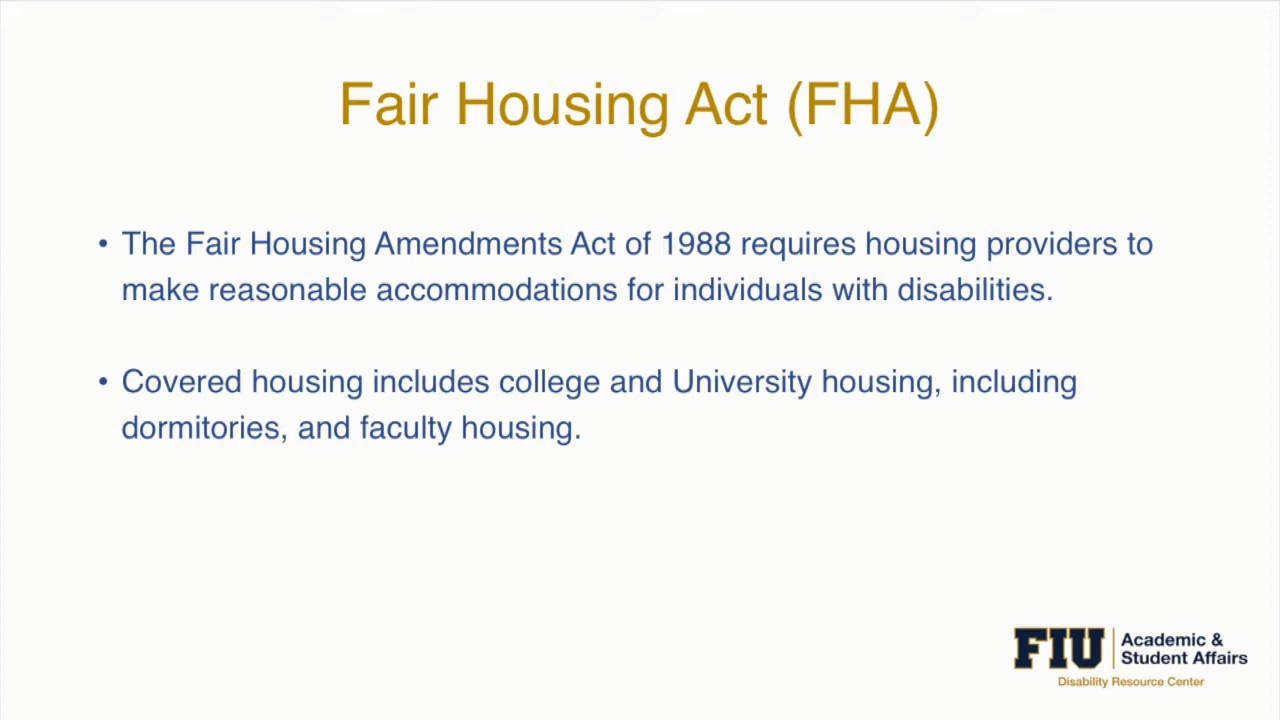 Fair Housing Act (FHA)
• The Fair Housing Amendments Act of 1988 requires housing providers to
make reasonable accommodations for individuals with disabilities.
• Covered housing includes college and University housing, including
dormitories, and faculty housing.
FIU
Academic &
Student Affairs
Disability Resource Center